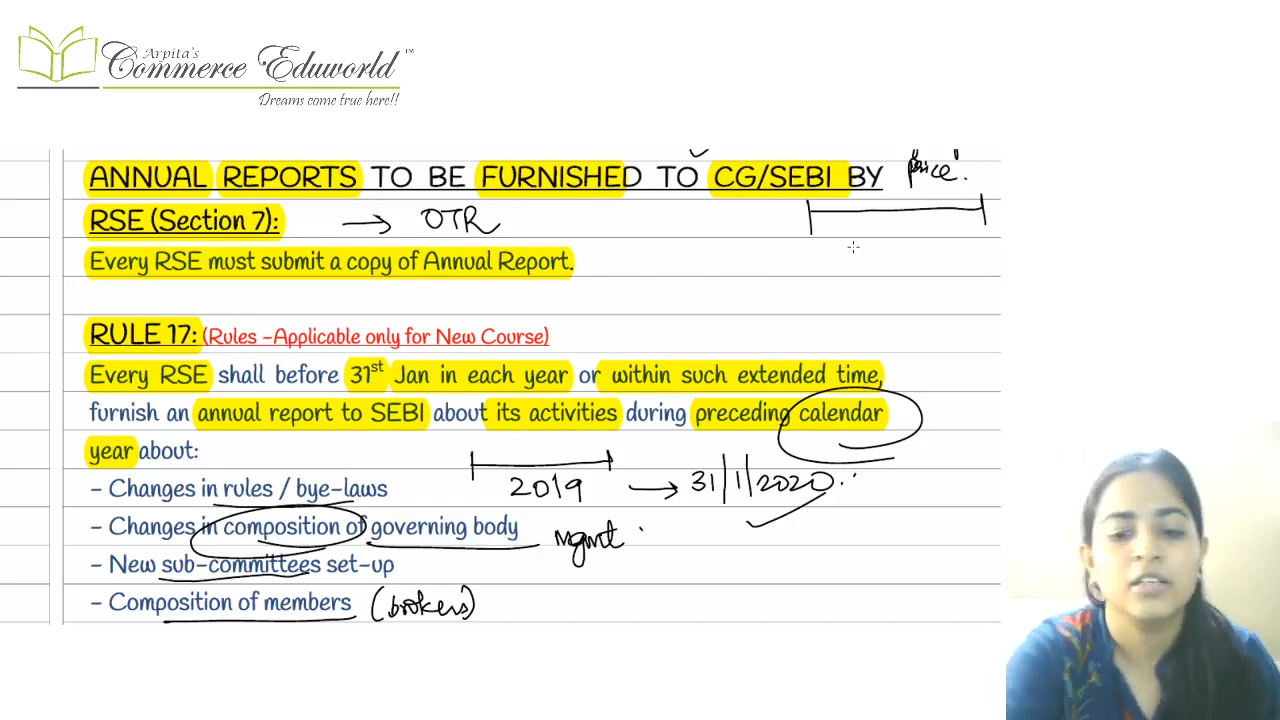 Arpita's
Commerce Eduworld™
Dreams come true here!!
ANNUAL REPORTS TO BE FURNISHED TO CG/SEBI BY "price".
RSE (Section 7): → OTR
Every RSE must submit a copy of Annual Report.
RULE 17: (Rules -Applicable only for New Course)
Every RSE shall before 31st Jan in each year or within such extended time,
furnish an annual report to SEBI about its activities during preceding calendar
year about:
- Changes in rules / bye-laws 2019 → 31/1/2020..
- Changes in composition of governing body mgmt
- New sub-committees set-up
- Composition of members (brokers)